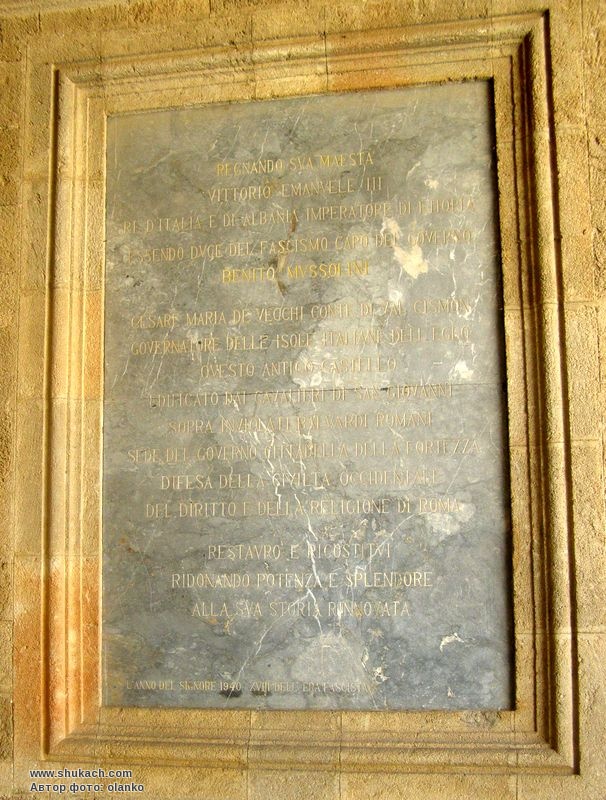 REGNANDO SVA MAESTA
VITTORIO EMANVELE III
RE D'ITALIA E DI ALBANIA IMPERATORE DI ETIOPIA
ESSENDO DVCE DEL FASCISMO CAPO DEL GOVERNO
BENITO MVSSOLINI
CESARE MARIA DE VECCHI CONTE DI VAL CISMON
GOVERNATORE DELLE ISOLE ITALIANE DELL'EGEO
QVESTO ANTICO CASTELLO
EDIFICATO DAI CAVALIERI DI SAN GIOVANNI
SOPRA INVIOLATI BALVARDI ROMANI
SEDE DEL GOVERNO CITTADELLA DELLA FORTEZZA
DIFESA DELLA CIVILTA OCCIDENTALE
DEL DIRITTO E DELLA RELIGIONE DI ROMA
RESTAVRO E RICOSTITVI
RIDONANDO POTENZA E SPLENDORE
ALLA SVA STORIA RINNOVATA
L'ANNO DEL SIGNORE 1940 XVIII DELL'ERA FASCISTA
www.shukach.com
Автор фото: olanko